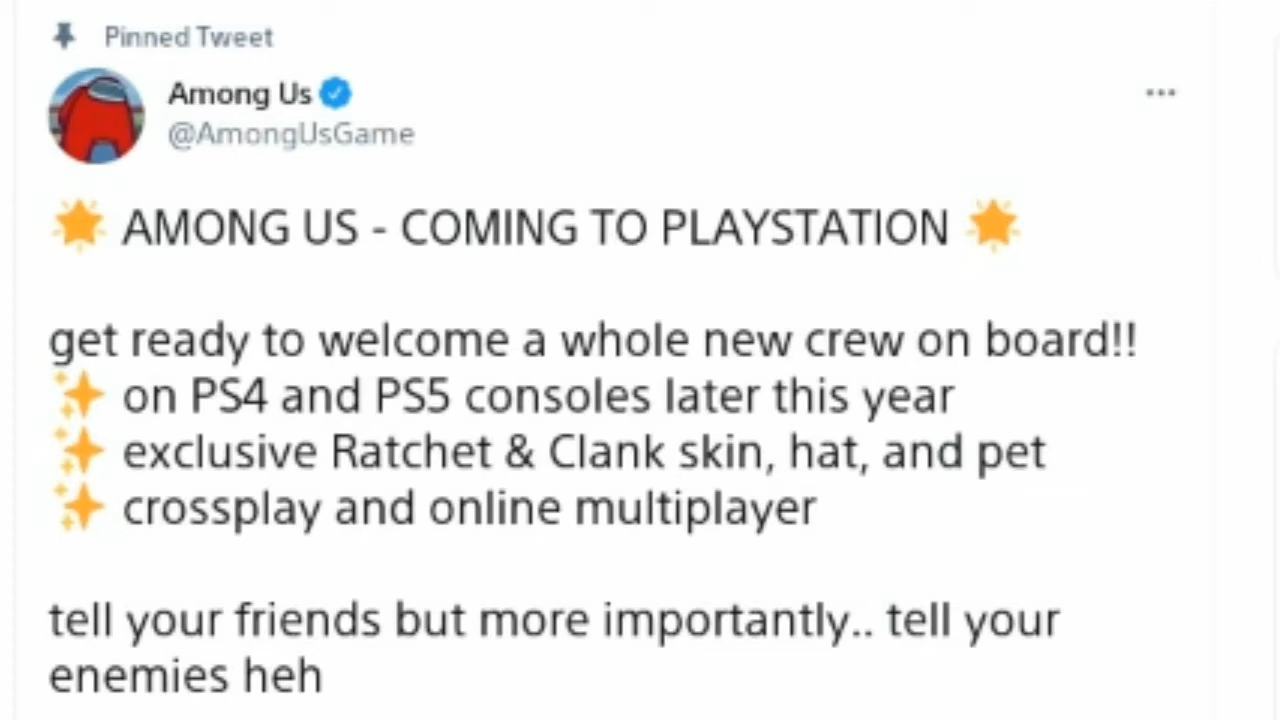 Pinned Tweet
Among Us
@AmongUsGame
🌟 AMONG US - COMING TO PLAYSTATION 🌟
get ready to welcome a whole new crew on board!!
✨ on PS4 and PS5 consoles later this year
✨ exclusive Ratchet & Clank skin, hat, and pet
✨ crossplay and online multiplayer
tell your friends but more importantly.. tell your
enemies heh